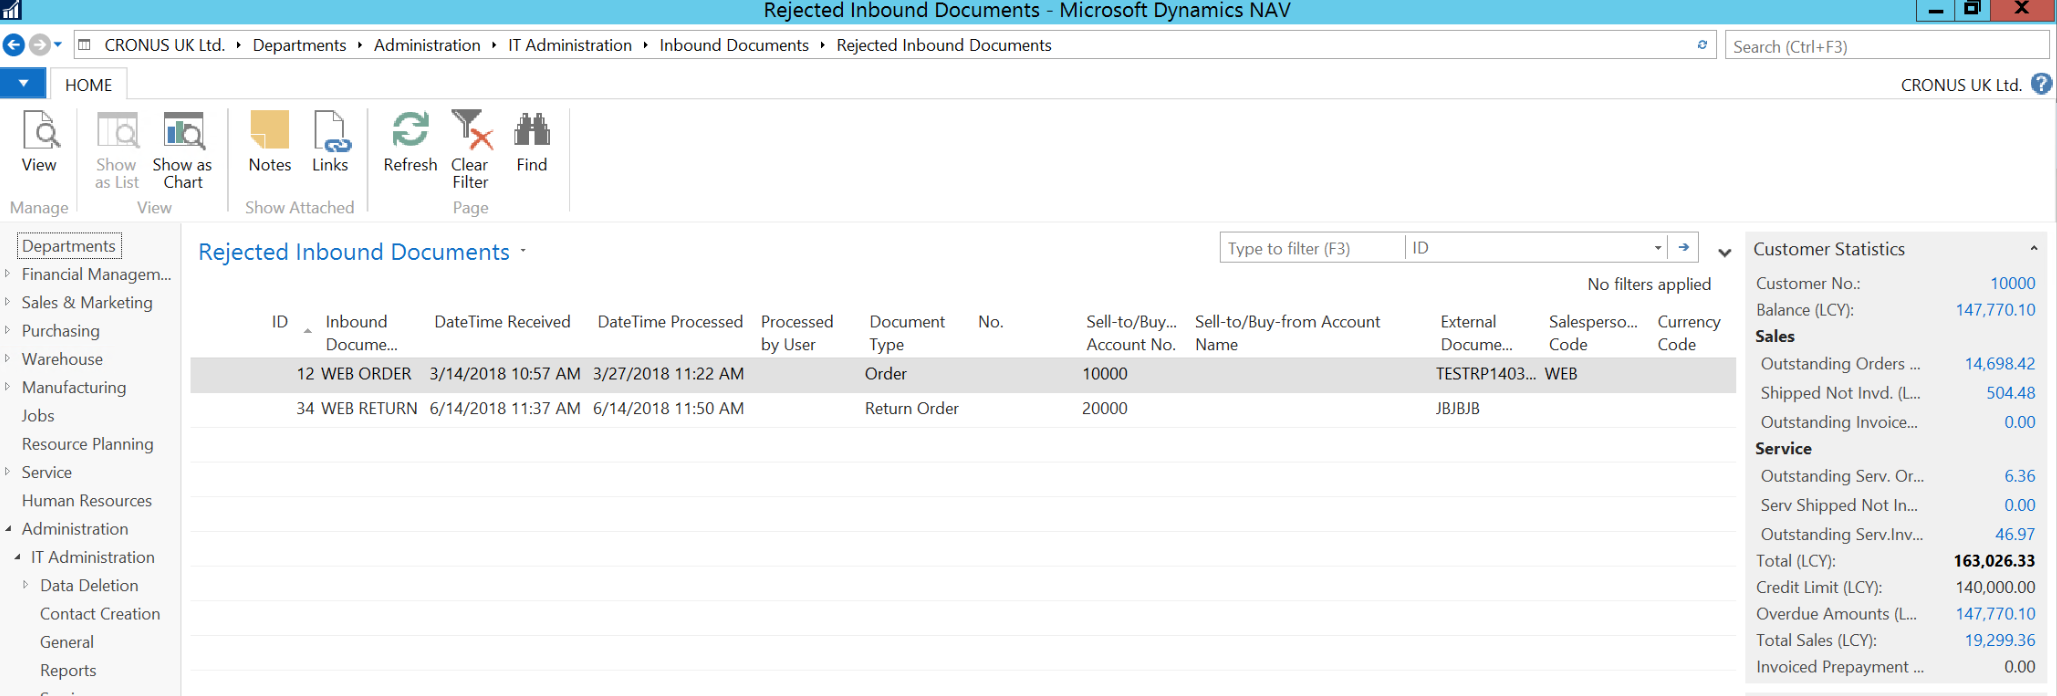 Rejected Inbound Documents - Microsoft Dynamics NAV
CRONUS UK Ltd. Departments Administration IT Administration Inbound Documents Rejected Inbound Documents
Search (Ctrl+F3)
HOME
CRONUS UK Ltd.
View
Show as List
Show as Chart
Notes
Links
Refresh
Clear Filter
Find
Manage
View
Show Attached
Page
Departments
Financial Managem...
Sales & Marketing
Purchasing
Warehouse
Manufacturing
Jobs
Resource Planning
Service
Human Resources
Administration
IT Administration
Data Deletion
Contact Creation
General
Reports
Rejected Inbound Documents
Type to filter (F3) ID
No filters applied
ID Inbound Docume... DateTime Received DateTime Processed Processed by User Document Type No. Sell-to/Buy... Account No. Sell-to/Buy-from Account Name External Docume... Salesperso... Code Currency Code
12 WEB ORDER 3/14/2018 10:57 AM 3/27/2018 11:22 AM Order 10000 TESTRP1403... WEB
34 WEB RETURN 6/14/2018 11:37 AM 6/14/2018 11:50 AM Return Order 20000 JBJBJB
Customer Statistics
Customer No.: 10000
Balance (LCY): 147,770.10
Sales
Outstanding Orders ... 14,698.42
Shipped Not Invd. (L... 504.48
Outstanding Invoice... 0.00
Service
Outstanding Serv. Or... 6.36
Serv Shipped Not In... 0.00
Outstanding Serv.Inv... 46.97
Total (LCY): 163,026.33
Credit Limit (LCY): 140,000.00
Overdue Amounts (L... 147,770.10
Total Sales (LCY): 19,299.36
Invoiced Prepayment ... 0.00